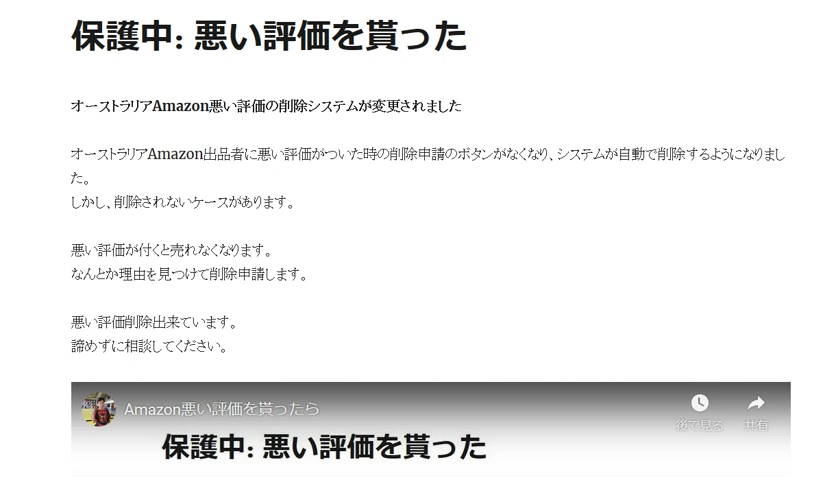 保護中: 悪い評価を貰った
オーストラリアAmazon悪い評価の削除システムが変更されました
オーストラリアAmazon出品者に悪い評価がついた時の削除申請のボタンがなくなり、システムが自動で削除するようになりまし
た。
しかし、削除されないケースがあります。
悪い評価が付くと売れなくなります。
なんとか理由を見つけて削除申請します。
悪い評価削除出来ています。
諦めずに相談してください。
Amazon悪い評価を貰ったら
後で見る 共有
保護中: 悪い評価を貰った